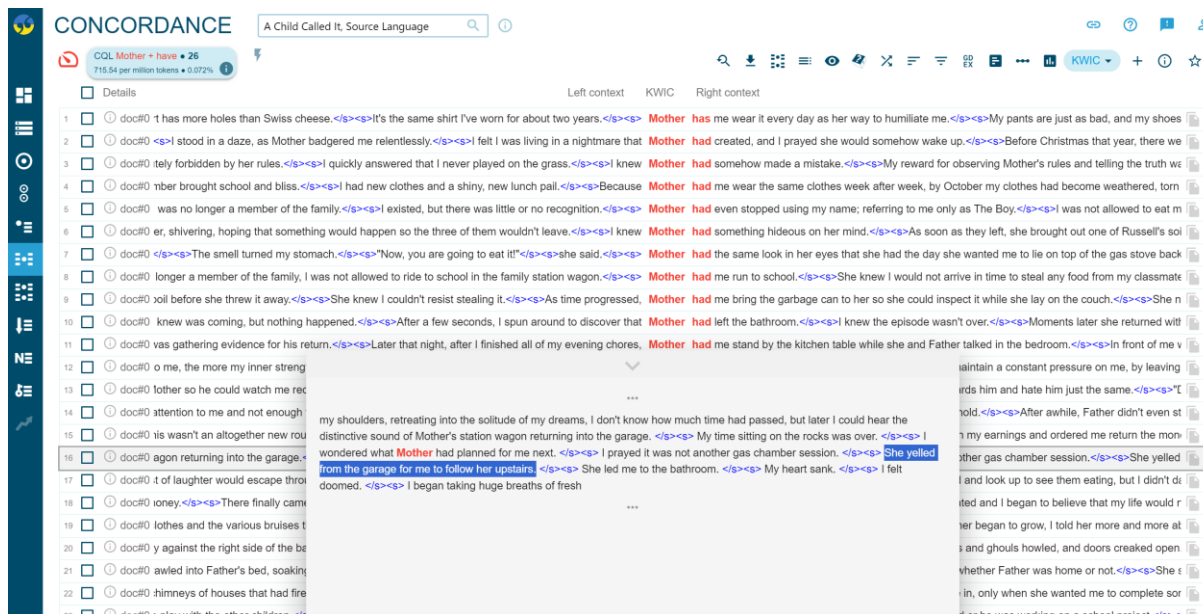 CONCORDANCE
A Child Called It, Source Language
CQL Mother + have • 26
715.54 per million tokens • 0.072%
KWIC
Details Left context KWIC Right context
1 doc#0 't has more holes than Swiss cheese.</s><s>It's the same shirt I've worn for about two years.</s><s> Mother has me wear it every day as her way to humiliate me.</s><s>My pants are just as bad, and my shoes
2 doc#0 <s>I stood in a daze, as Mother badgered me relentlessly.</s><s>I felt I was living in a nightmare that Mother had created, and I prayed she would somehow wake up.</s><s>Before Christmas that year, there we
3 doc#0 tely forbidden by her rules.</s><s>I quickly answered that I never played on the grass.</s><s>I knew Mother had somehow made a mistake.</s><s>My reward for observing Mother's rules and telling the truth wa
4 doc#0 nber brought school and bliss.</s><s>I had new clothes and a shiny, new lunch pail.</s><s>Because Mother had me wear the same clothes week after week, by October my clothes had become weathered, torn
5 doc#0 was no longer a member of the family.</s><s>I existed, but there was little or no recognition.</s><s> Mother had even stopped using my name; referring to me only as The Boy.</s><s>I was not allowed to eat m
6 doc#0 er, shivering, hoping that something would happen so the three of them wouldn't leave.</s><s>I knew Mother had something hideous on her mind.</s><s>As soon as they left, she brought out one of Russell's soi
7 doc#0 </s><s>The smell turned my stomach.</s><s>"Now, you are going to eat it!"</s><s>she said.</s><s> Mother had the same look in her eyes that she had the day she wanted me to lie on top of the gas stove back
8 doc#0 longer a member of the family, I was not allowed to ride to school in the family station wagon.</s><s> Mother had me run to school.</s><s>She knew I would not arrive in time to steal any food from my classmate
9 doc#0 poil before she threw it away.</s><s>She knew I couldn't resist stealing it.</s><s>As time progressed, Mother had me bring the garbage can to her so she could inspect it while she lay on the couch.</s><s>She n
10 doc#0 knew was coming, but nothing happened.</s><s>After a few seconds, I spun around to discover that Mother had left the bathroom.</s><s>I knew the episode wasn't over.</s><s>Moments later she returned with
11 doc#0 vas gathering evidence for his return.</s><s>Later that night, after I finished all of my evening chores, Mother had me stand by the kitchen table while she and Father talked in the bedroom.</s><s>In front of me v
12 doc#0 o me, the more my inner streng aintain a constant pressure on me, by leaving
13 doc#0 Mother so he could watch me rec rds him and hate him just the same.</s><s>"D
14 doc#0 attention to me and not enough nold.</s><s>After awhile, Father didn't even st
15 doc#0 nis wasn't an altogether new rou n my earnings and ordered me return the mon
16 doc#0 agon returning into the garage.< other gas chamber session.</s><s>She yelled
17 doc#0 t of laughter would escape throu l and look up to see them eating, but I didn't da
18 doc#0 noney.</s><s>There finally came ated and I began to believe that my life would r
19 doc#0 lothes and the various bruises t her began to grow, I told her more and more ab
20 doc#0 y against the right side of the ba s and ghouls howled, and doors creaked open.
21 doc#0 awled into Father's bed, soaking whether Father was home or not.</s><s>She s
22 doc#0 chimneys of houses that had fire in, only when she wanted me to complete sor
my shoulders, retreating into the solitude of my dreams, I don't know how much time had passed, but later I could hear the
distinctive sound of Mother's station wagon returning into the garage. </s><s> My time sitting on the rocks was over. </s><s> I
wondered what Mother had planned for me next. </s><s> I prayed it was not another gas chamber session. </s><s> She yelled
from the garage for me to follow her upstairs. </s><s> She led me to the bathroom. </s><s> My heart sank. </s><s> I felt
doomed. </s><s> I began taking huge breaths of fresh